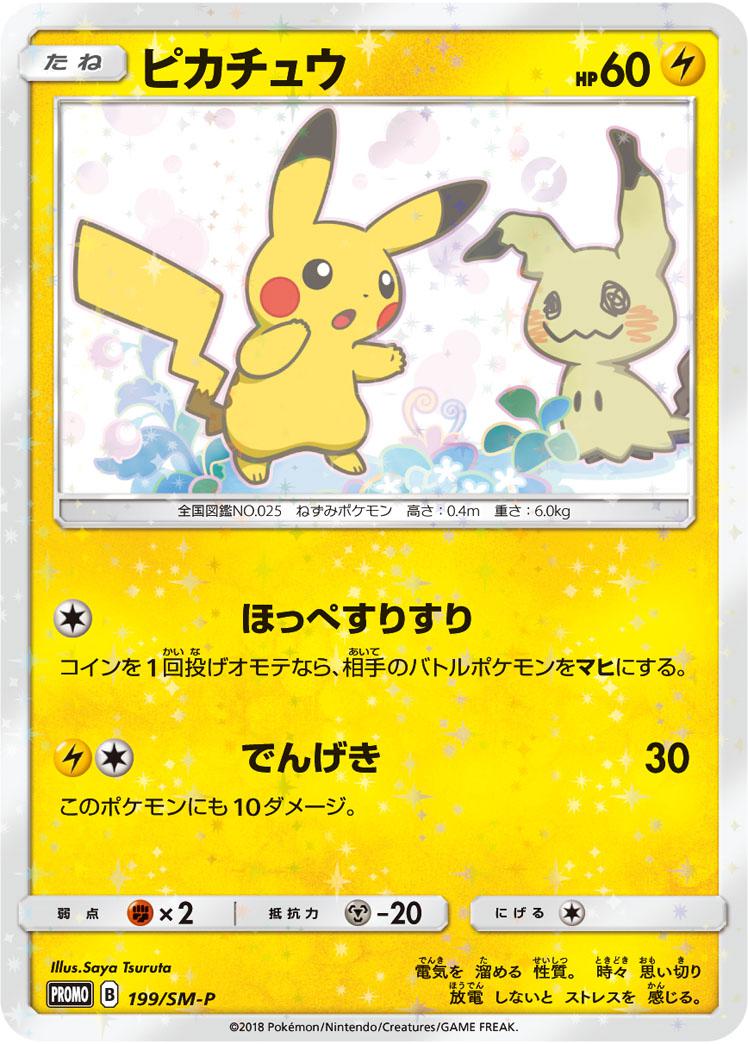 たね ピカチュウ HP60
全国図鑑NO.025 ねずみポケモン 高さ:0.4m 重さ:6.0kg
ほっぺすりすり
コインを1回投げオモテなら、相手のバトルポケモンをマヒにする。
でんげき 30
このポケモンにも10ダメージ。
弱点 ×2 抵抗力 -20 にげる
Illus.Saya Tsuruta
電気を 溜める 性質。 時々 思い切り
放電 しないと ストレスを 感じる。
PROMO B 199/SM-P
©2018 Pokémon/Nintendo/Creatures/GAME FREAK.